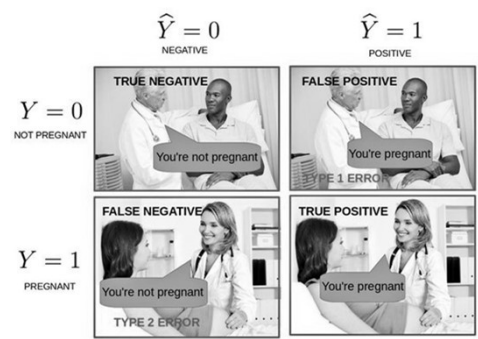 Ŷ = 0
NEGATIVE
Ŷ = 1
POSITIVE
Y = 0
NOT PREGNANT
TRUE NEGATIVE
You're not pregnant
FALSE POSITIVE
You're pregnant
TYPE 1 ERROR
Y = 1
PREGNANT
FALSE NEGATIVE
You're not pregnant
TYPE 2 ERROR
TRUE POSITIVE
You're pregnant